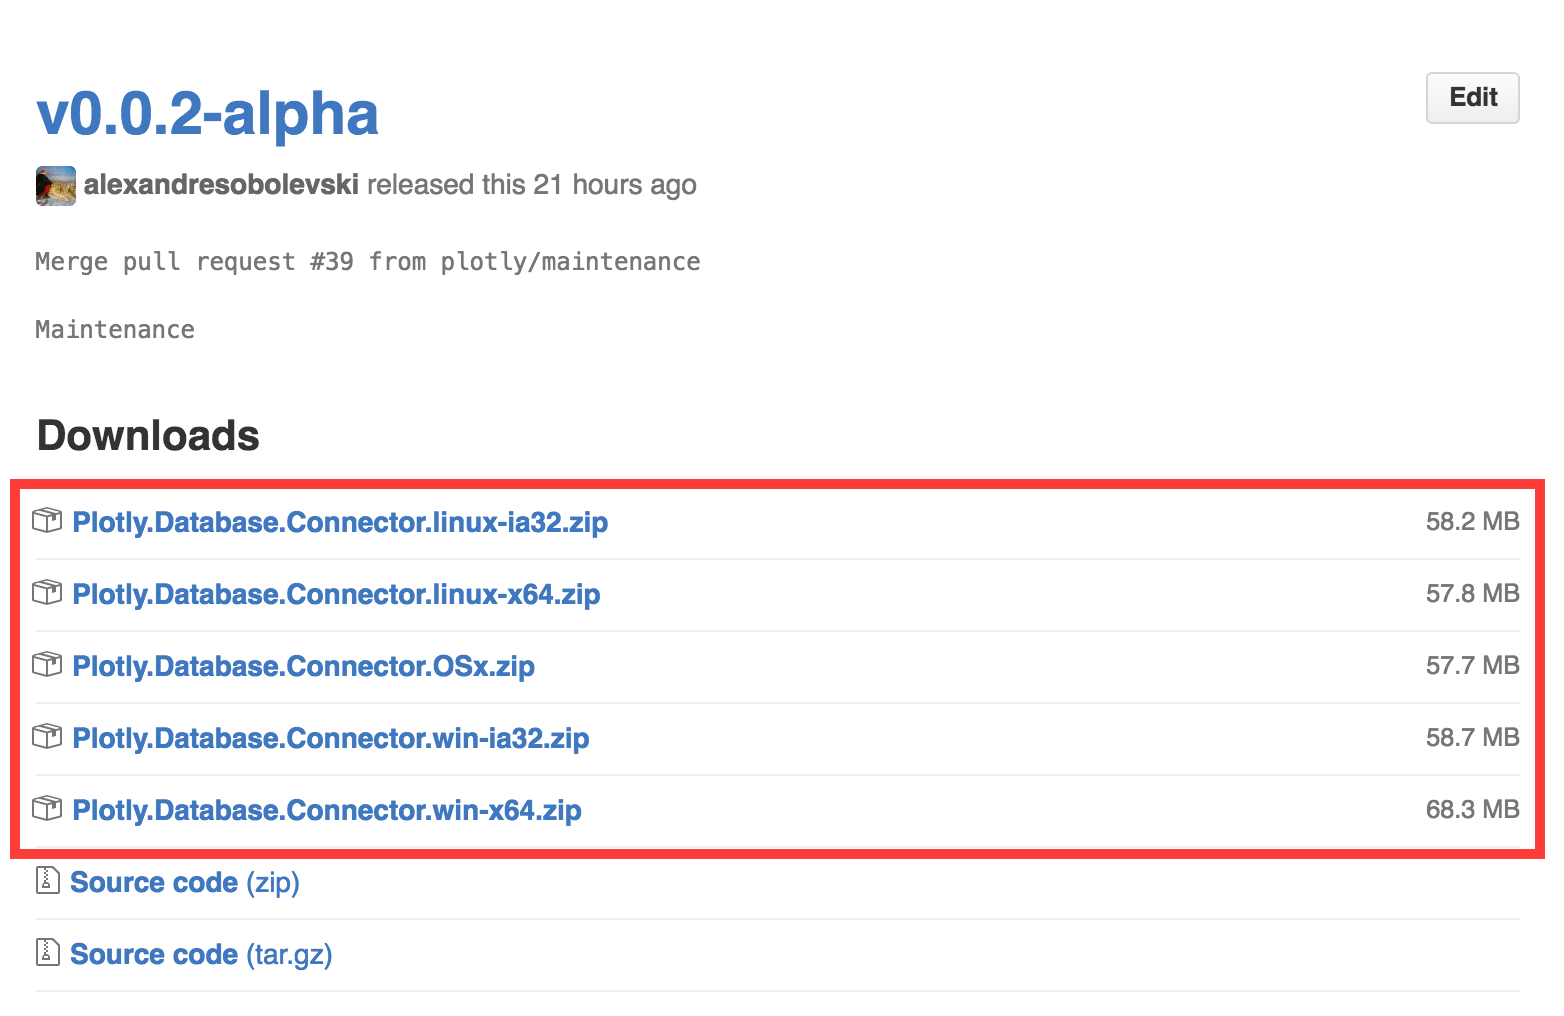 v0.0.2-alpha
Edit
alexandresobolevski released this 21 hours ago
Merge pull request #39 from plotly/maintenance
Maintenance
Downloads
Plotly.Database.Connector.linux-ia32.zip 58.2 MB
Plotly.Database.Connector.linux-x64.zip 57.8 MB
Plotly.Database.Connector.OSx.zip 57.7 MB
Plotly.Database.Connector.win-ia32.zip 58.7 MB
Plotly.Database.Connector.win-x64.zip 68.3 MB
Source code (zip)
Source code (tar.gz)